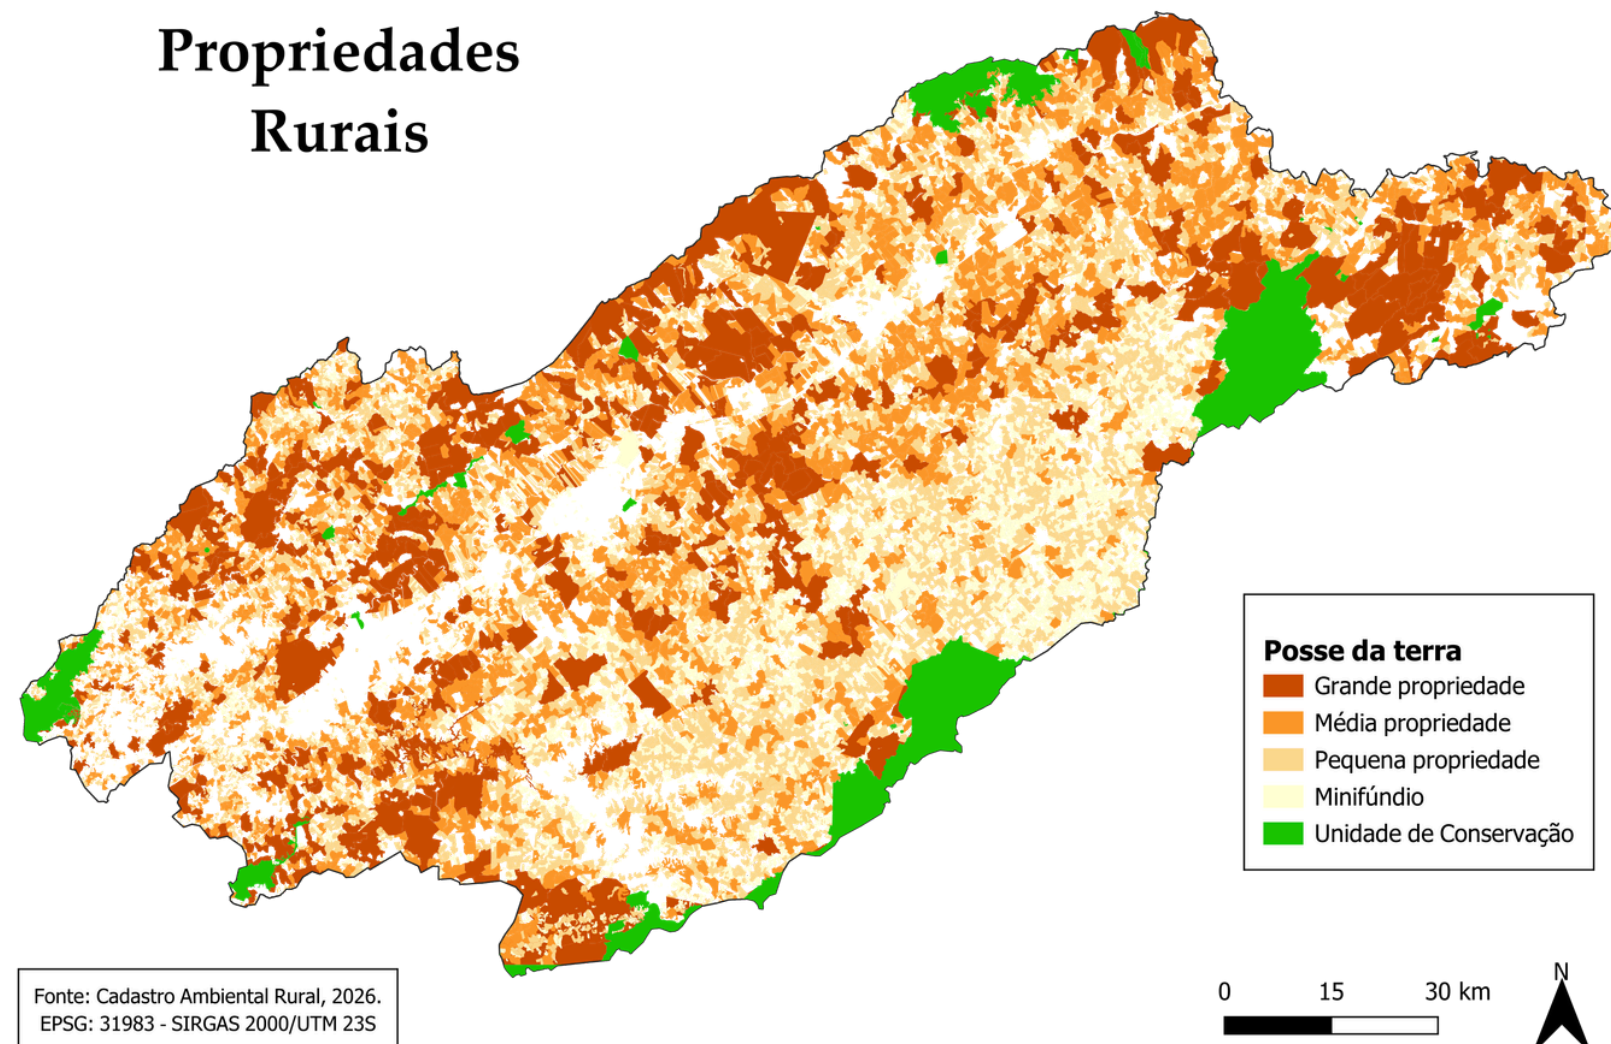 Propriedades
Rurais
Posse da terra
Grande propriedade
Média propriedade
Pequena propriedade
Minifúndio
Unidade de Conservação
Fonte: Cadastro Ambiental Rural, 2026.
EPSG: 31983 - SIRGAS 2000/UTM 23S
0 15 30 km
N